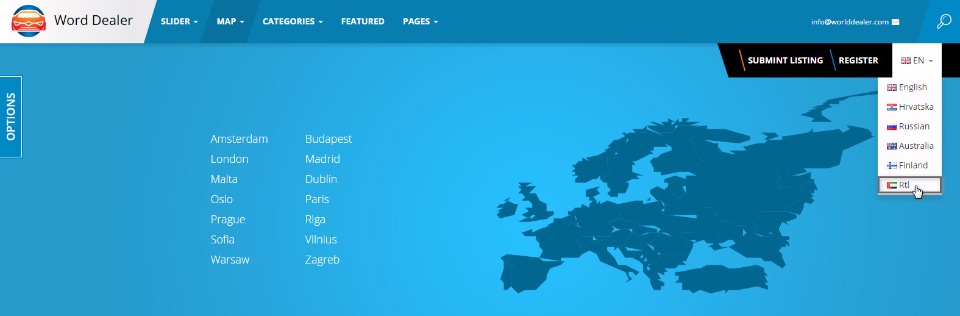 Word Dealer SLIDER MAP CATEGORIES FEATURED PAGES info@worlddealer.com
SUBMINT LISTING REGISTER EN
English
Hrvatska
Russian
Australia
Finland
Rtl
OPTIONS
Amsterdam Budapest
London Madrid
Malta Dublin
Oslo Paris
Prague Riga
Sofia Vilnius
Warsaw Zagreb